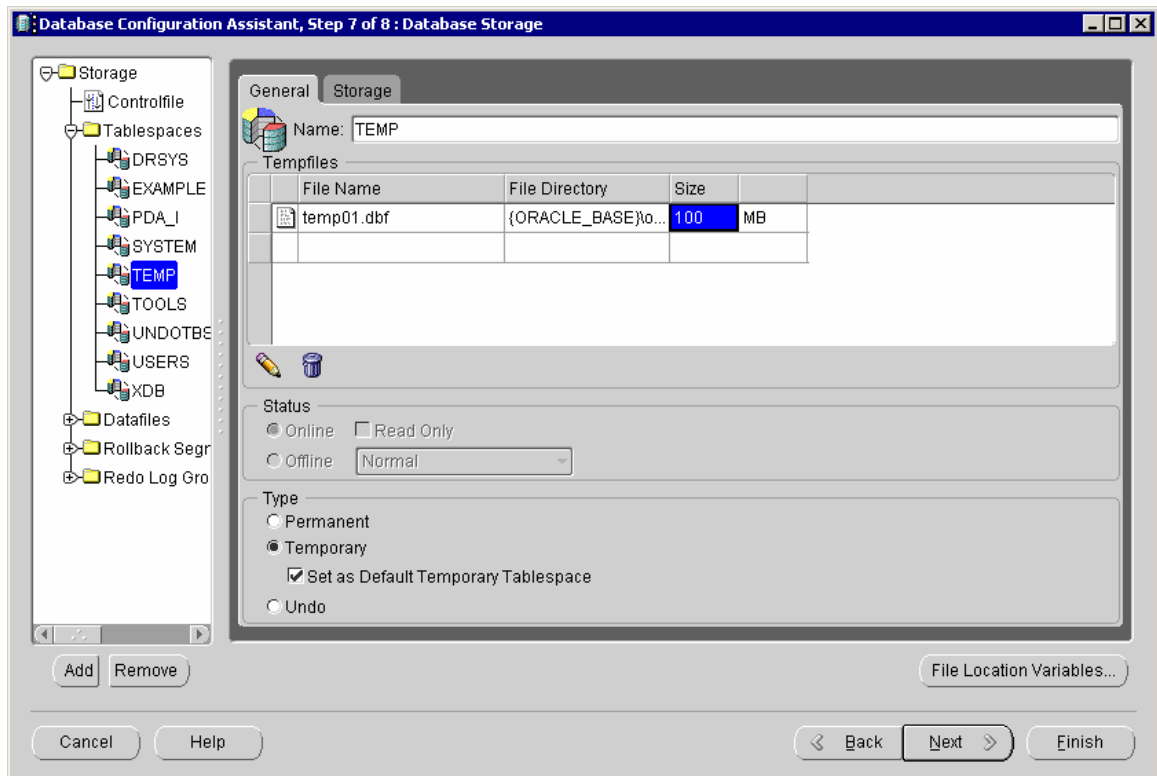 Database Configuration Assistant, Step 7 of 8 : Database Storage
Storage
Controlfile
Tablespaces
DRSYS
EXAMPLE
PDA_I
SYSTEM
TEMP
TOOLS
UNDOTBS
USERS
XDB
Datafiles
Rollback Segr
Redo Log Gro
General Storage
Name: TEMP
Tempfiles
File Name File Directory Size
temp01.dbf {ORACLE_BASE}\o... 100 MB
Status
Online Read Only
Offline Normal
Type
Permanent
Temporary
Set as Default Temporary Tablespace
Undo
Add Remove File Location Variables...
Cancel Help Back Next Finish